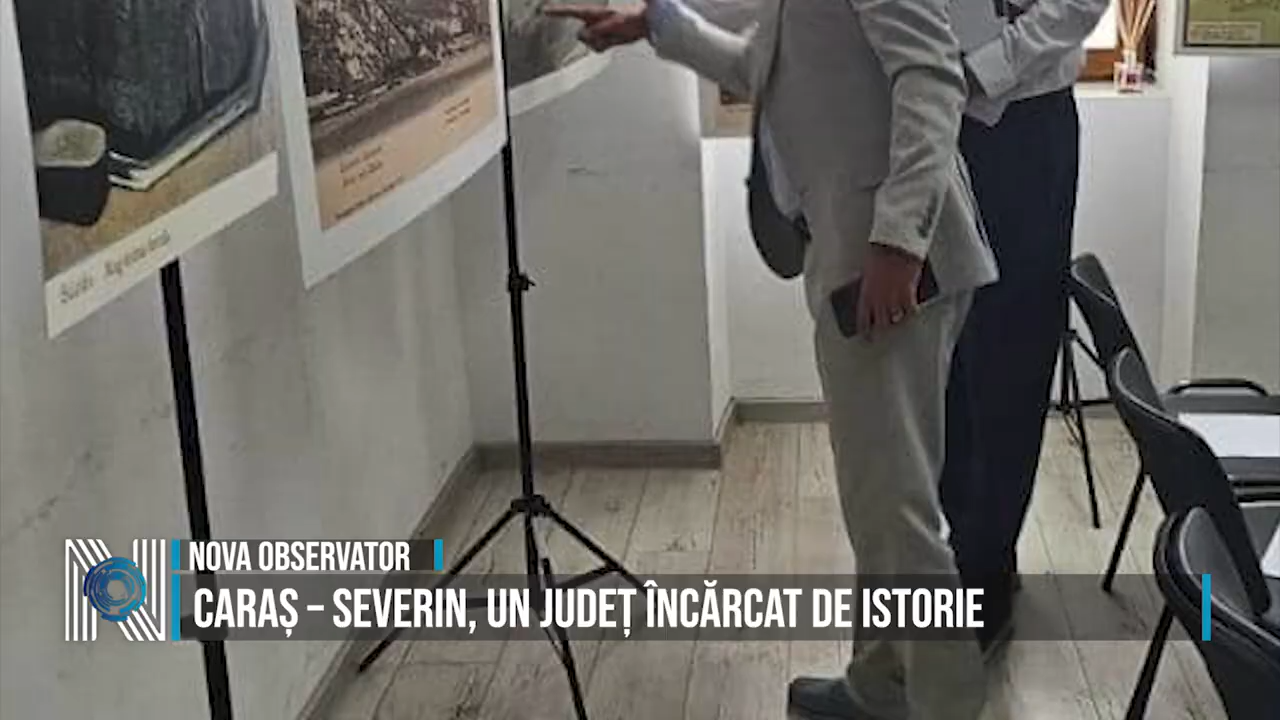 NOVA OBSERVATOR
CARAȘ – SEVERIN, UN JUDEȚ ÎNCĂRCAT DE ISTORIE